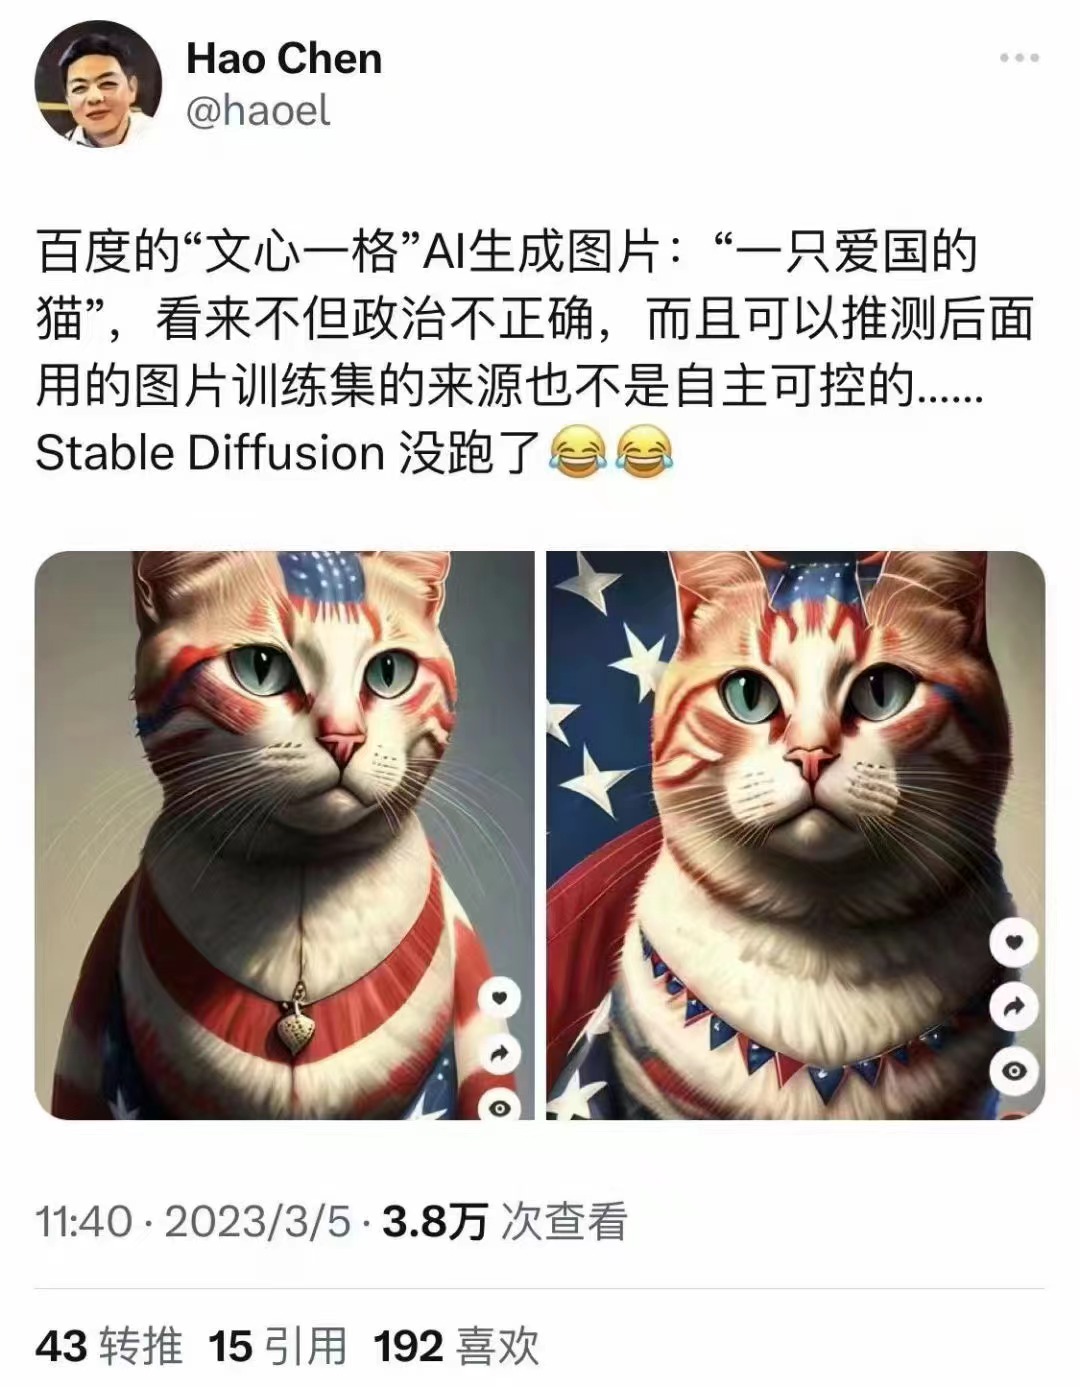 Hao Chen
@haoel
百度的“文心一格”AI生成图片：“一只爱国的
猫”，看来不但政治不正确，而且可以推测后面
用的图片训练集的来源也不是自主可控的……
Stable Diffusion 没跑了😂😂
11:40 · 2023/3/5 · 3.8万 次查看
43 转推 15 引用 192 喜欢